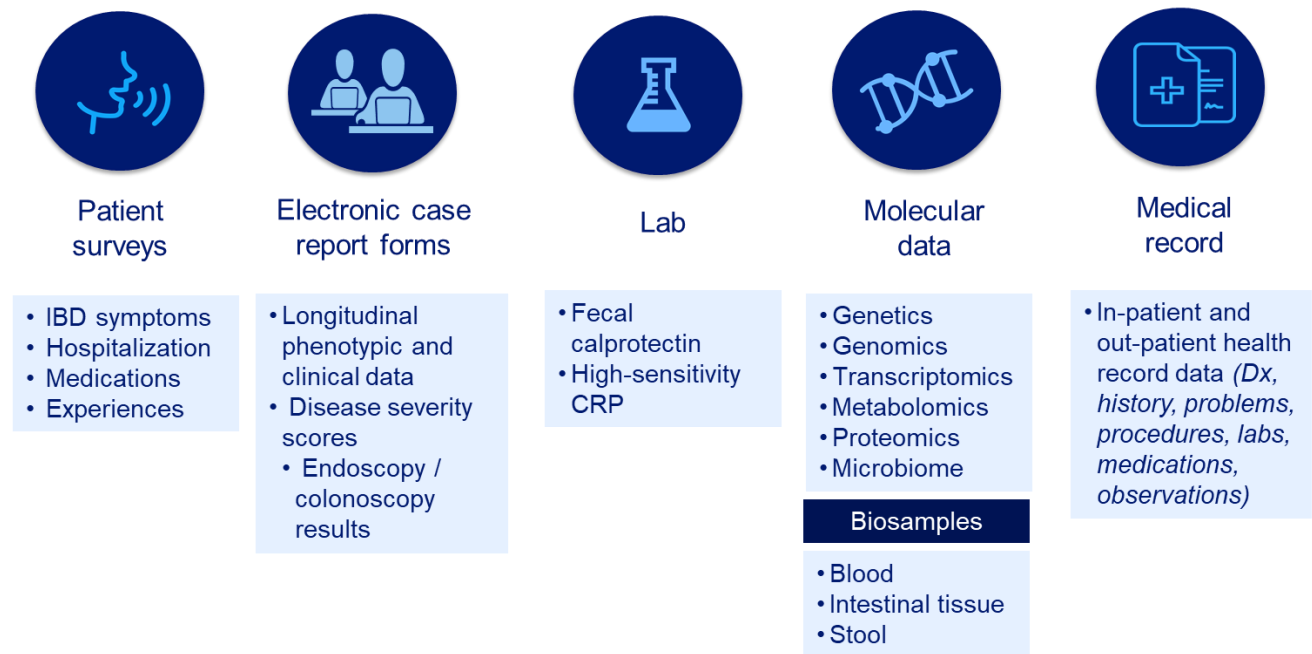 Patient
surveys
• IBD symptoms
• Hospitalization
• Medications
• Experiences
Electronic case
report forms
• Longitudinal
phenotypic and
clinical data
• Disease severity
scores
• Endoscopy /
colonoscopy
results
Lab
• Fecal
calprotectin
• High-sensitivity
CRP
Molecular
data
• Genetics
• Genomics
• Transcriptomics
• Metabolomics
• Proteomics
• Microbiome
Biosamples
• Blood
• Intestinal tissue
• Stool
Medical
record
• In-patient and
out-patient health
record data (Dx,
history, problems,
procedures, labs,
medications,
observations)